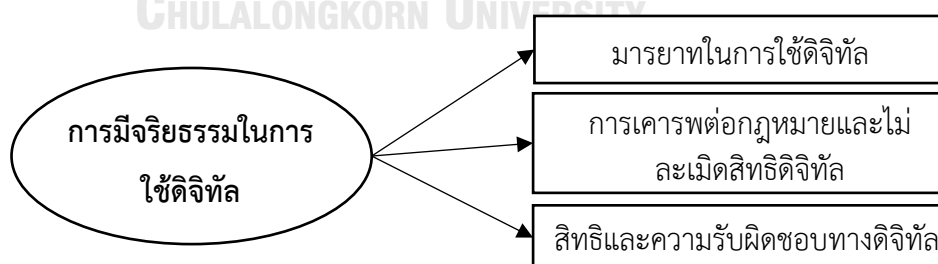 CHULALONGKORN UNIVERSITY
มารยาทในการใช้ดิจิทัล
การมีจริยธรรมในการ
ใช้ดิจิทัล
การเคารพต่อกฎหมายและไม่
ละเมิดสิทธิดิจิทัล
สิทธิและความรับผิดชอบทางดิจิทัล